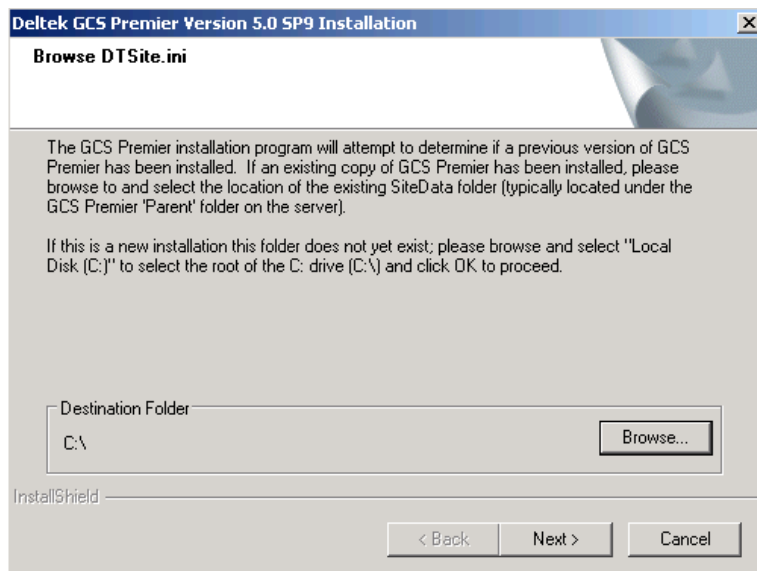 Deltek GCS Premier Version 5.0 SP9 Installation
Browse DTSite.ini
The GCS Premier installation program will attempt to determine if a previous version of GCS
Premier has been installed.  If an existing copy of GCS Premier has been installed, please
browse to and select the location of the existing SiteData folder (typically located under the
GCS Premier 'Parent' folder on the server).
If this is a new installation this folder does not yet exist; please browse and select "Local
Disk (C:)" to select the root of the C: drive (C:\) and click OK to proceed.
Destination Folder
C:\
Browse...
InstallShield
< Back
Next >
Cancel